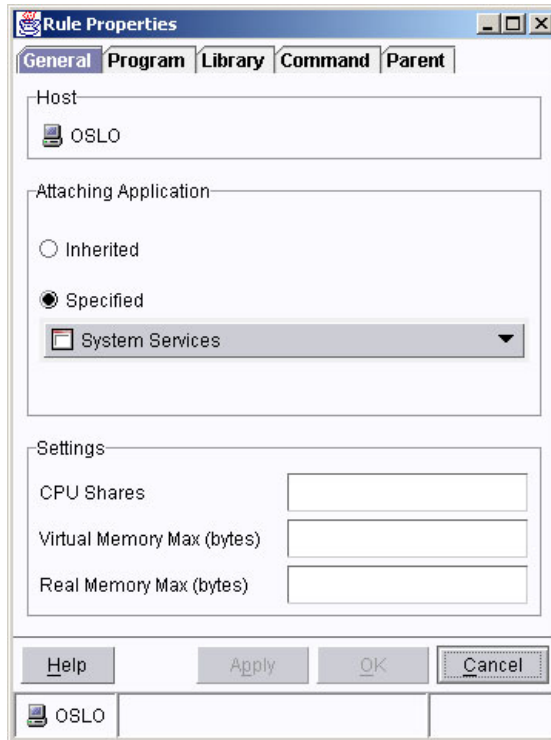 Rule Properties
General Program Library Command Parent
Host
OSLO
Attaching Application
Inherited
Specified
System Services
Settings
CPU Shares
Virtual Memory Max (bytes)
Real Memory Max (bytes)
Help Apply OK Cancel
OSLO